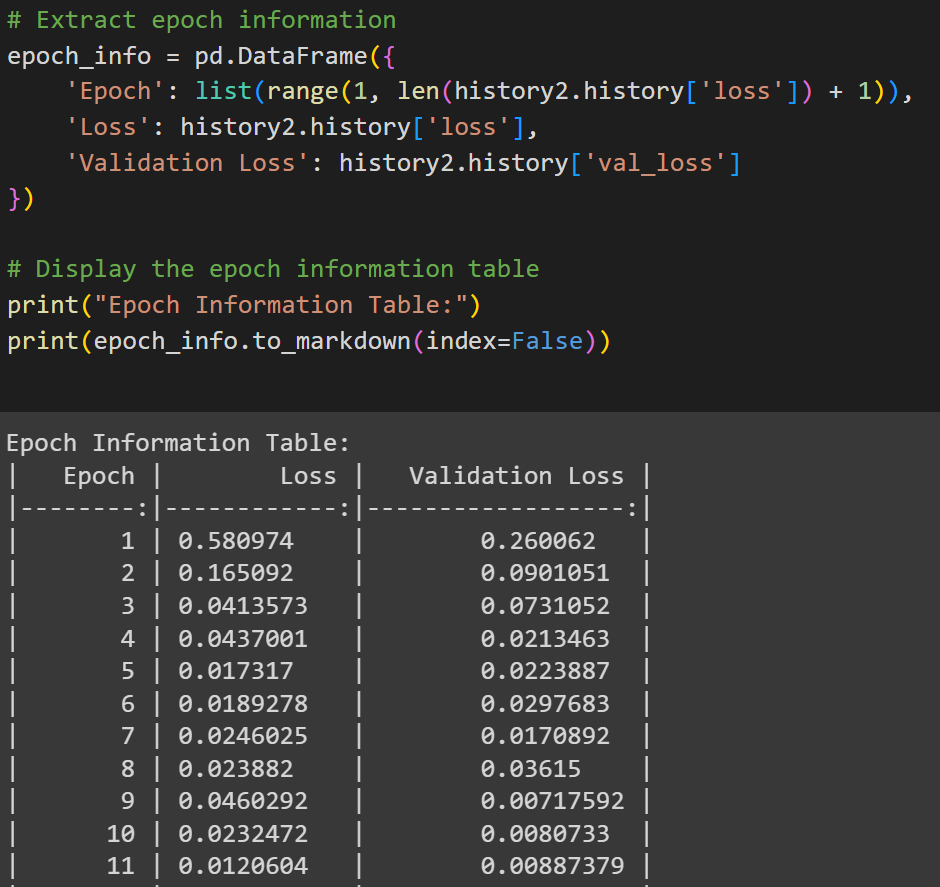 # Extract epoch information
epoch_info = pd.DataFrame({
    'Epoch': list(range(1, len(history2.history['loss']) + 1)),
    'Loss': history2.history['loss'],
    'Validation Loss': history2.history['val_loss']
})

# Display the epoch information table
print("Epoch Information Table:")
print(epoch_info.to_markdown(index=False))

Epoch Information Table:
|   Epoch |        Loss |   Validation Loss |
|--------:|------------:|------------------:|
|       1 | 0.580974    |        0.260062   |
|       2 | 0.165092    |        0.0901051  |
|       3 | 0.0413573   |        0.0731052  |
|       4 | 0.0437001   |        0.0213463  |
|       5 | 0.017317    |        0.0223887  |
|       6 | 0.0189278   |        0.0297683  |
|       7 | 0.0246025   |        0.0170892  |
|       8 | 0.023882    |        0.03615    |
|       9 | 0.0460292   |        0.00717592 |
|      10 | 0.0232472   |        0.0080733  |
|      11 | 0.0120604   |        0.00887379 |